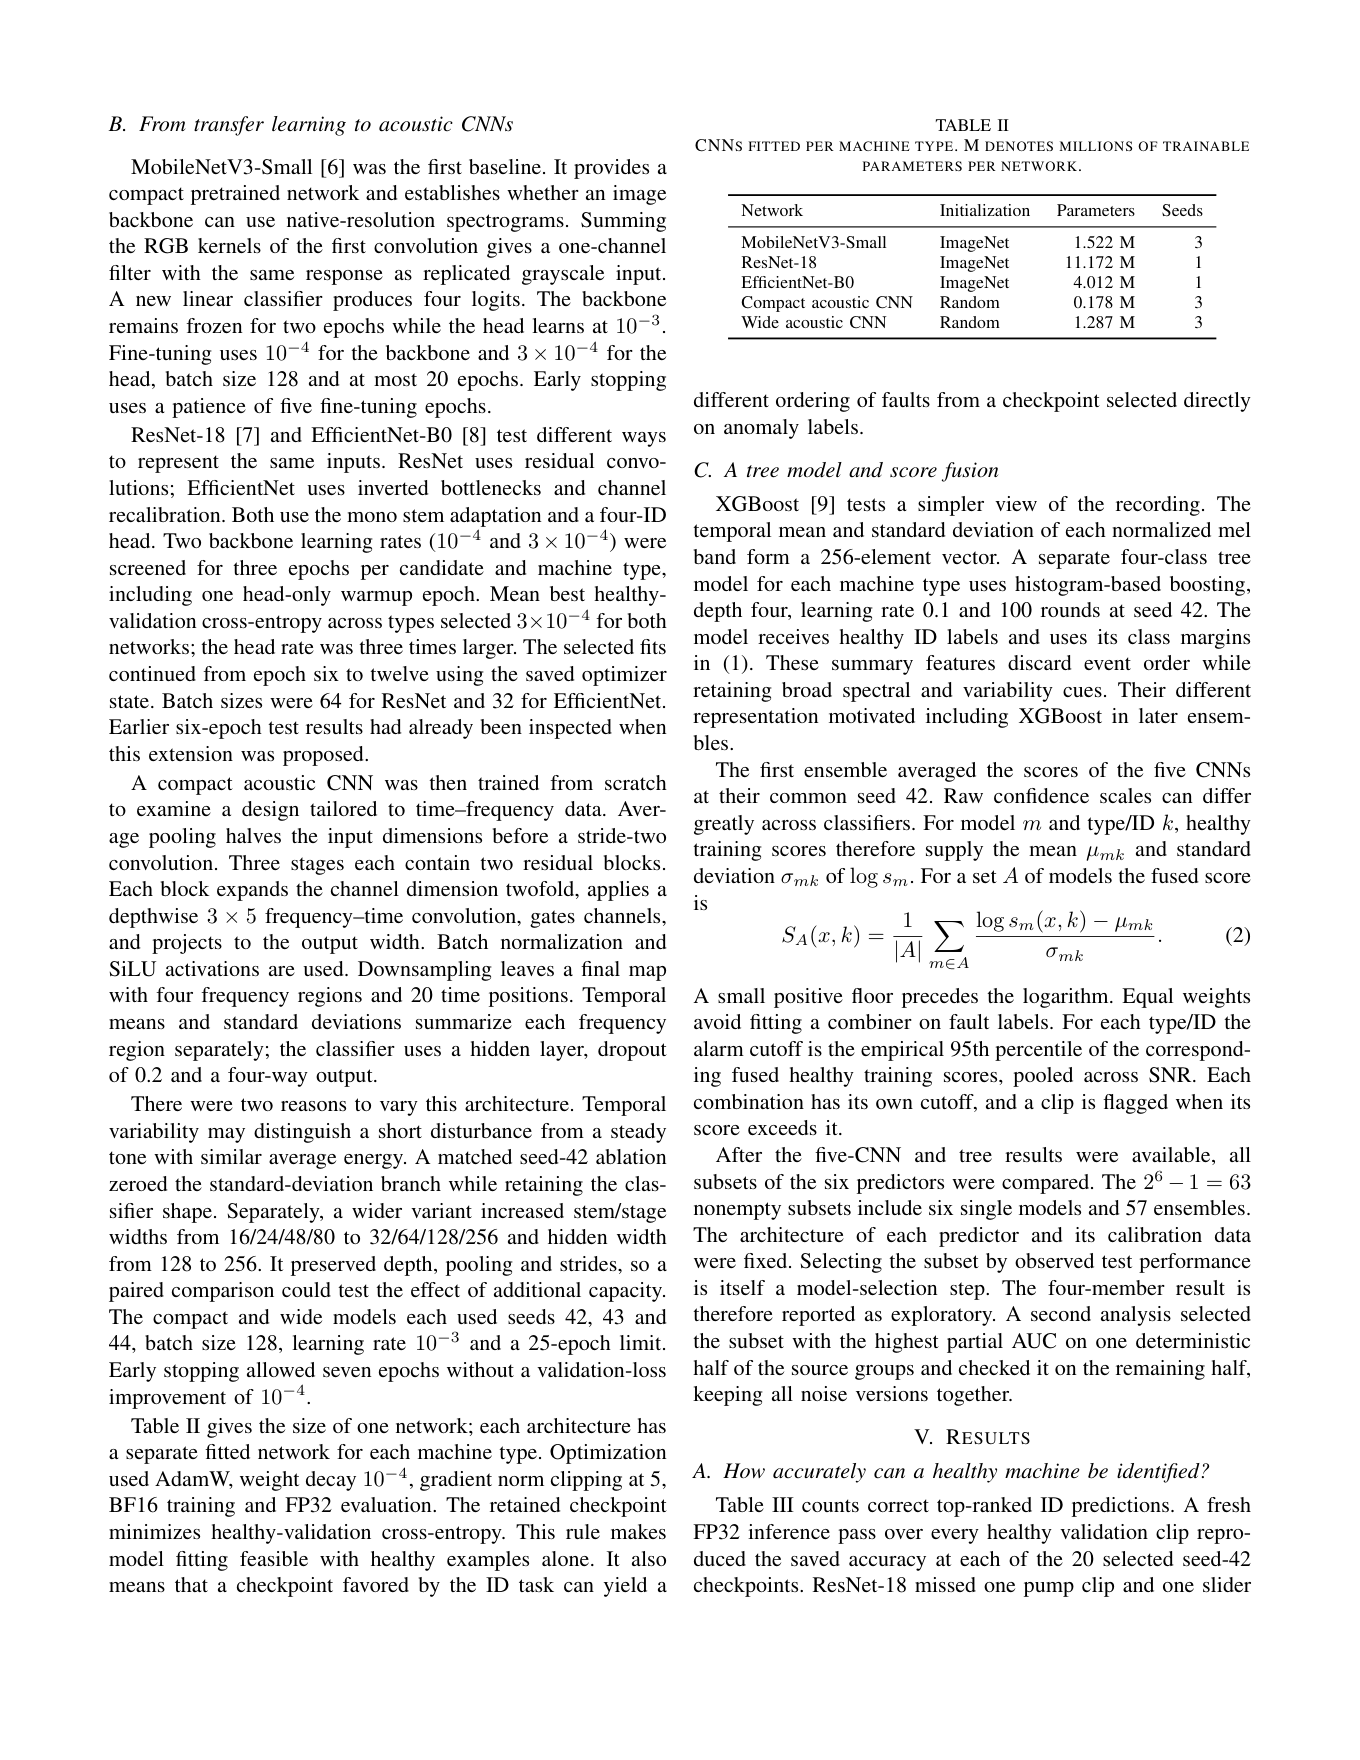 B. From transfer learning to acoustic CNNs
MobileNetV3-Small [6] was the first baseline. It provides a
compact pretrained network and establishes whether an image
backbone can use native-resolution spectrograms. Summing
the RGB kernels of the first convolution gives a one-channel
filter with the same response as replicated grayscale input.
A new linear classifier produces four logits. The backbone
remains frozen for two epochs while the head learns at 10⁻³.
Fine-tuning uses 10⁻⁴ for the backbone and 3 × 10⁻⁴ for the
head, batch size 128 and at most 20 epochs. Early stopping
uses a patience of five fine-tuning epochs.
ResNet-18 [7] and EfficientNet-B0 [8] test different ways
to represent the same inputs. ResNet uses residual convo-
lutions; EfficientNet uses inverted bottlenecks and channel
recalibration. Both use the mono stem adaptation and a four-ID
head. Two backbone learning rates (10⁻⁴ and 3 × 10⁻⁴) were
screened for three epochs per candidate and machine type,
including one head-only warmup epoch. Mean best healthy-
validation cross-entropy across types selected 3×10⁻⁴ for both
networks; the head rate was three times larger. The selected fits
continued from epoch six to twelve using the saved optimizer
state. Batch sizes were 64 for ResNet and 32 for EfficientNet.
Earlier six-epoch test results had already been inspected when
this extension was proposed.
A compact acoustic CNN was then trained from scratch
to examine a design tailored to time–frequency data. Aver-
age pooling halves the input dimensions before a stride-two
convolution. Three stages each contain two residual blocks.
Each block expands the channel dimension twofold, applies a
depthwise 3 × 5 frequency–time convolution, gates channels,
and projects to the output width. Batch normalization and
SiLU activations are used. Downsampling leaves a final map
with four frequency regions and 20 time positions. Temporal
means and standard deviations summarize each frequency
region separately; the classifier uses a hidden layer, dropout
of 0.2 and a four-way output.
There were two reasons to vary this architecture. Temporal
variability may distinguish a short disturbance from a steady
tone with similar average energy. A matched seed-42 ablation
zeroed the standard-deviation branch while retaining the clas-
sifier shape. Separately, a wider variant increased stem/stage
widths from 16/24/48/80 to 32/64/128/256 and hidden width
from 128 to 256. It preserved depth, pooling and strides, so a
paired comparison could test the effect of additional capacity.
The compact and wide models each used seeds 42, 43 and
44, batch size 128, learning rate 10⁻³ and a 25-epoch limit.
Early stopping allowed seven epochs without a validation-loss
improvement of 10⁻⁴.
Table II gives the size of one network; each architecture has
a separate fitted network for each machine type. Optimization
used AdamW, weight decay 10⁻⁴, gradient norm clipping at 5,
BF16 training and FP32 evaluation. The retained checkpoint
minimizes healthy-validation cross-entropy. This rule makes
model fitting feasible with healthy examples alone. It also
means that a checkpoint favored by the ID task can yield a
TABLE II
CNNS FITTED PER MACHINE TYPE. M DENOTES MILLIONS OF TRAINABLE
PARAMETERS PER NETWORK.
Network Initialization Parameters Seeds
MobileNetV3-Small ImageNet 1.522 M 3
ResNet-18 ImageNet 11.172 M 1
EfficientNet-B0 ImageNet 4.012 M 1
Compact acoustic CNN Random 0.178 M 3
Wide acoustic CNN Random 1.287 M 3
different ordering of faults from a checkpoint selected directly
on anomaly labels.
C. A tree model and score fusion
XGBoost [9] tests a simpler view of the recording. The
temporal mean and standard deviation of each normalized mel
band form a 256-element vector. A separate four-class tree
model for each machine type uses histogram-based boosting,
depth four, learning rate 0.1 and 100 rounds at seed 42. The
model receives healthy ID labels and uses its class margins
in (1). These summary features discard event order while
retaining broad spectral and variability cues. Their different
representation motivated including XGBoost in later ensem-
bles.
The first ensemble averaged the scores of the five CNNs
at their common seed 42. Raw confidence scales can differ
greatly across classifiers. For model m and type/ID k, healthy
training scores therefore supply the mean μₘₖ and standard
deviation σₘₖ of log sₘ. For a set A of models the fused score
is
S_A(x, k) = 1/|A| ∑_{m∈A} (log sₘ(x, k) − μₘₖ)/σₘₖ. (2)
A small positive floor precedes the logarithm. Equal weights
avoid fitting a combiner on fault labels. For each type/ID the
alarm cutoff is the empirical 95th percentile of the correspond-
ing fused healthy training scores, pooled across SNR. Each
combination has its own cutoff, and a clip is flagged when its
score exceeds it.
After the five-CNN and tree results were available, all
subsets of the six predictors were compared. The 2⁶ − 1 = 63
nonempty subsets include six single models and 57 ensembles.
The architecture of each predictor and its calibration data
were fixed. Selecting the subset by observed test performance
is itself a model-selection step. The four-member result is
therefore reported as exploratory. A second analysis selected
the subset with the highest partial AUC on one deterministic
half of the source groups and checked it on the remaining half,
keeping all noise versions together.
V. RESULTS
A. How accurately can a healthy machine be identified?
Table III counts correct top-ranked ID predictions. A fresh
FP32 inference pass over every healthy validation clip repro-
duced the saved accuracy at each of the 20 selected seed-42
checkpoints. ResNet-18 missed one pump clip and one slider